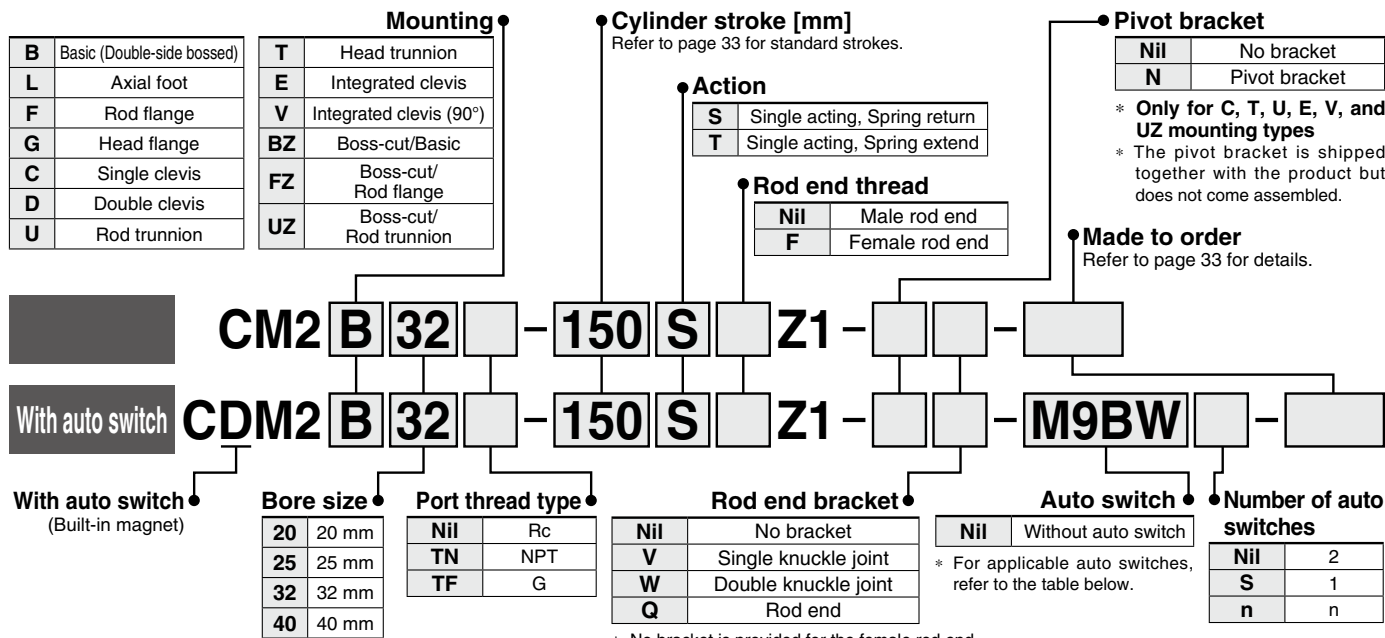 Mounting
B Basic (Double-side bossed)
L Axial foot
F Rod flange
G Head flange
C Single clevis
D Double clevis
U Rod trunnion
T Head trunnion
E Integrated clevis
V Integrated clevis (90°)
BZ Boss-cut/Basic
FZ Boss-cut/
Rod flange
UZ Boss-cut/
Rod trunnion
Cylinder stroke [mm]
Refer to page 33 for standard strokes.
Action
S Single acting, Spring return
T Single acting, Spring extend
Rod end thread
Nil Male rod end
F Female rod end
Pivot bracket
Nil No bracket
N Pivot bracket
* Only for C, T, U, E, V, and
UZ mounting types
* The pivot bracket is shipped
together with the product but
does not come assembled.
Made to order
Refer to page 33 for details.
CM2 B 32 – 150 S Z1 – –
With auto switch CDM2 B 32 – 150 S Z1 – – M9BW –
With auto switch
(Built-in magnet)
Bore size
20 20 mm
25 25 mm
32 32 mm
40 40 mm
Port thread type
Nil Rc
TN NPT
TF G
Rod end bracket
Nil No bracket
V Single knuckle joint
W Double knuckle joint
Q Rod end
* No bracket is provided for the female rod end
Auto switch
Nil Without auto switch
* For applicable auto switches,
refer to the table below.
Number of auto
switches
Nil 2
S 1
n n